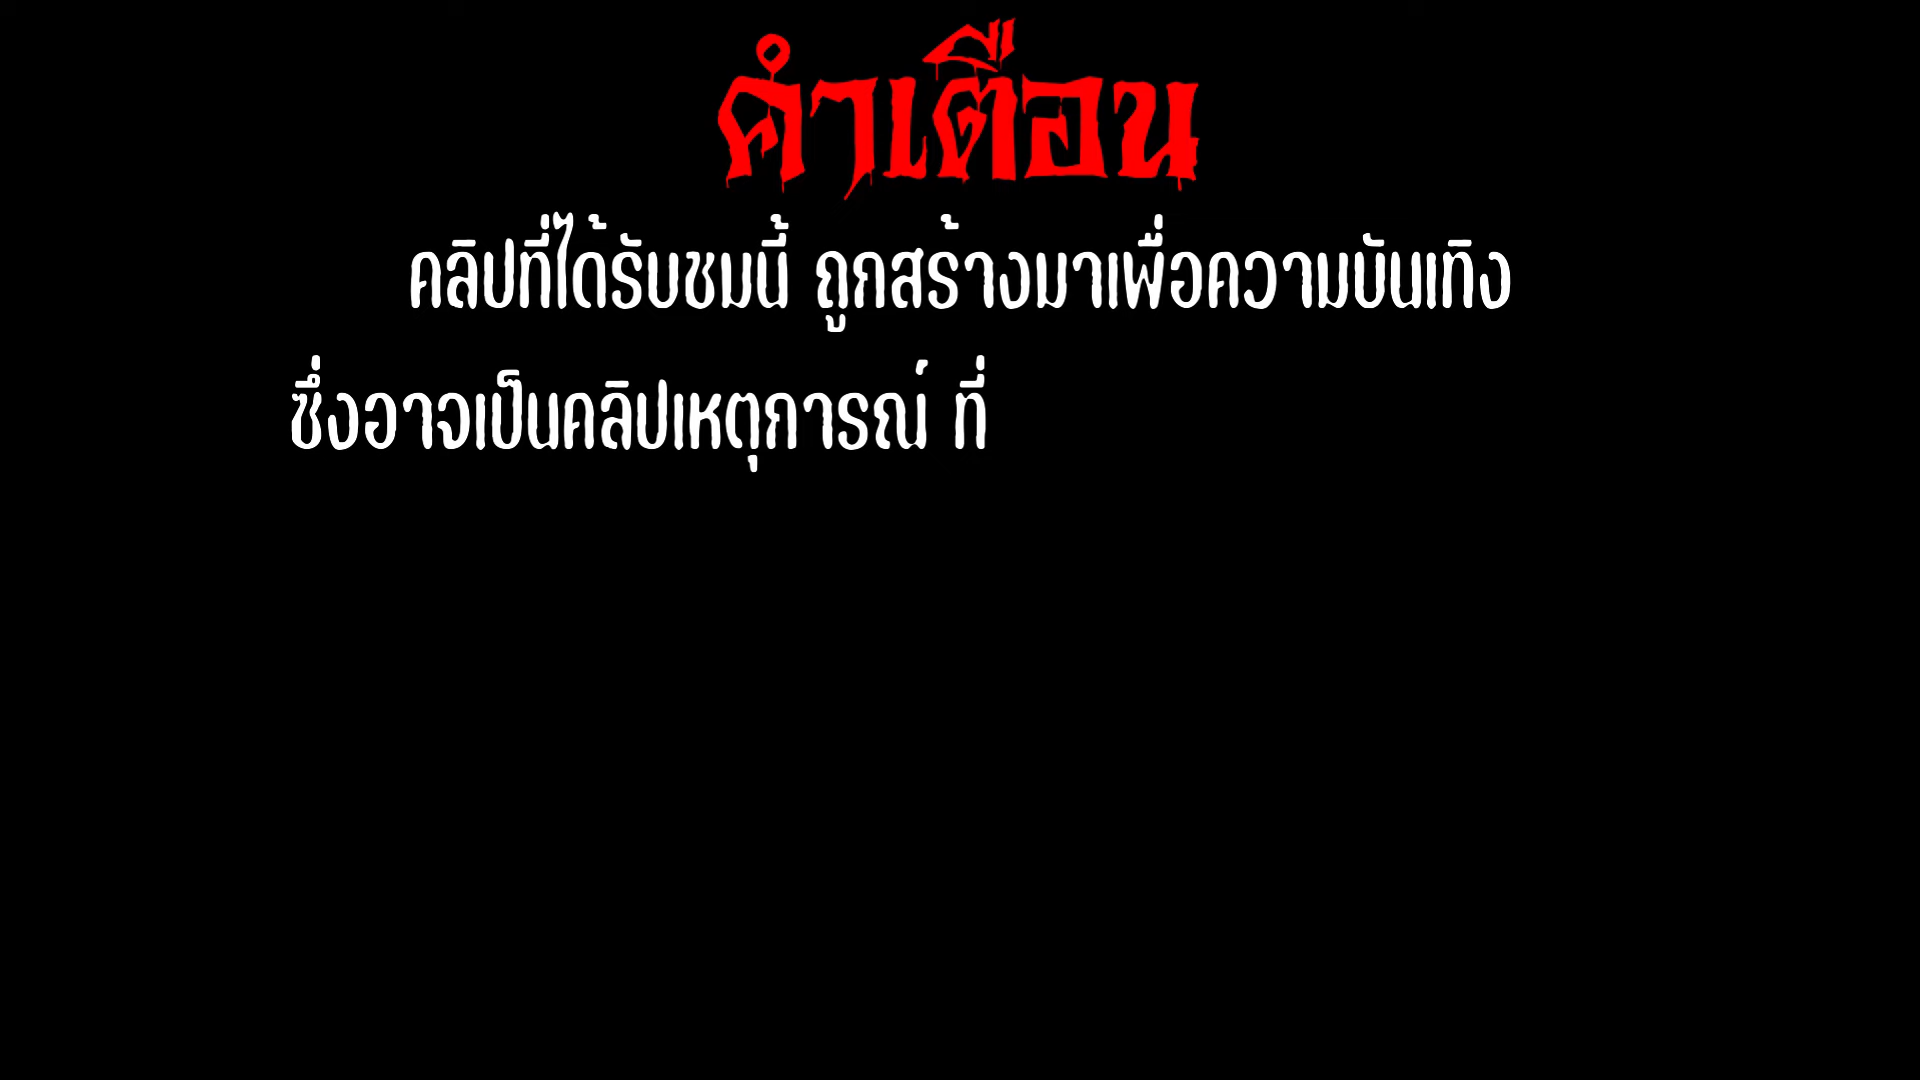 คำเตือน
คลิปที่ได้รับชมนี้ ถูกสร้างมาเพื่อความบันเทิง
ซึ่งอาจเป็นคลิปเหตุการณ์ ที่